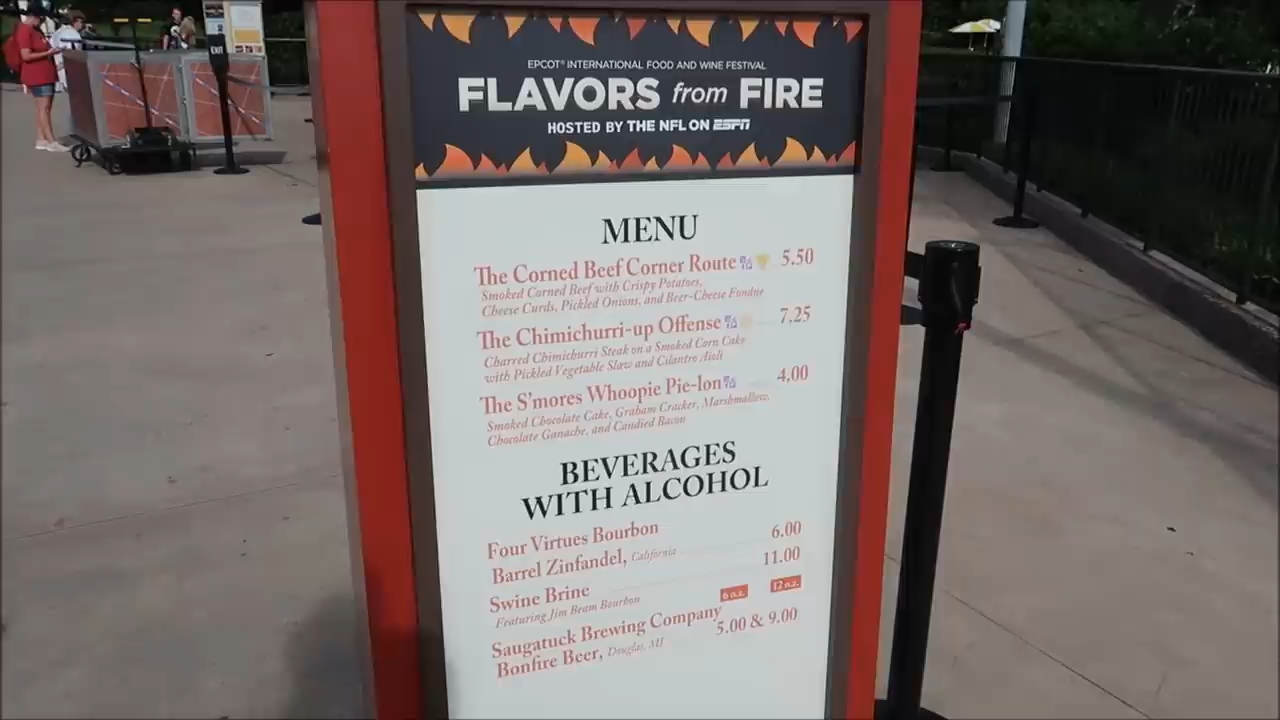 EXIT
EPCOT® INTERNATIONAL FOOD AND WINE FESTIVAL
FLAVORS from FIRE
HOSTED BY THE NFL ON ESPN
MENU
The Corned Beef Corner Route 5.50
Smoked Corned Beef with Crispy Potatoes,
Cheese Curds, Pickled Onions, and Beer-Cheese Fondue
The Chimichurri-up Offense 7.25
Charred Chimichurri Steak on a Smoked Corn Cake
with Pickled Vegetable Slaw and Cilantro Aioli
The S'mores Whoopie Pie-lon 4.00
Smoked Chocolate Cake, Graham Cracker, Marshmallow,
Chocolate Ganache, and Candied Bacon
BEVERAGES
WITH ALCOHOL
Four Virtues Bourbon
Barrel Zinfandel, California 6.00
Swine Brine 11.00
Featuring Jim Beam Bourbon
6 oz. 12 oz.
Saugatuck Brewing Company
Bonfire Beer, Douglas, MI 5.00 & 9.00